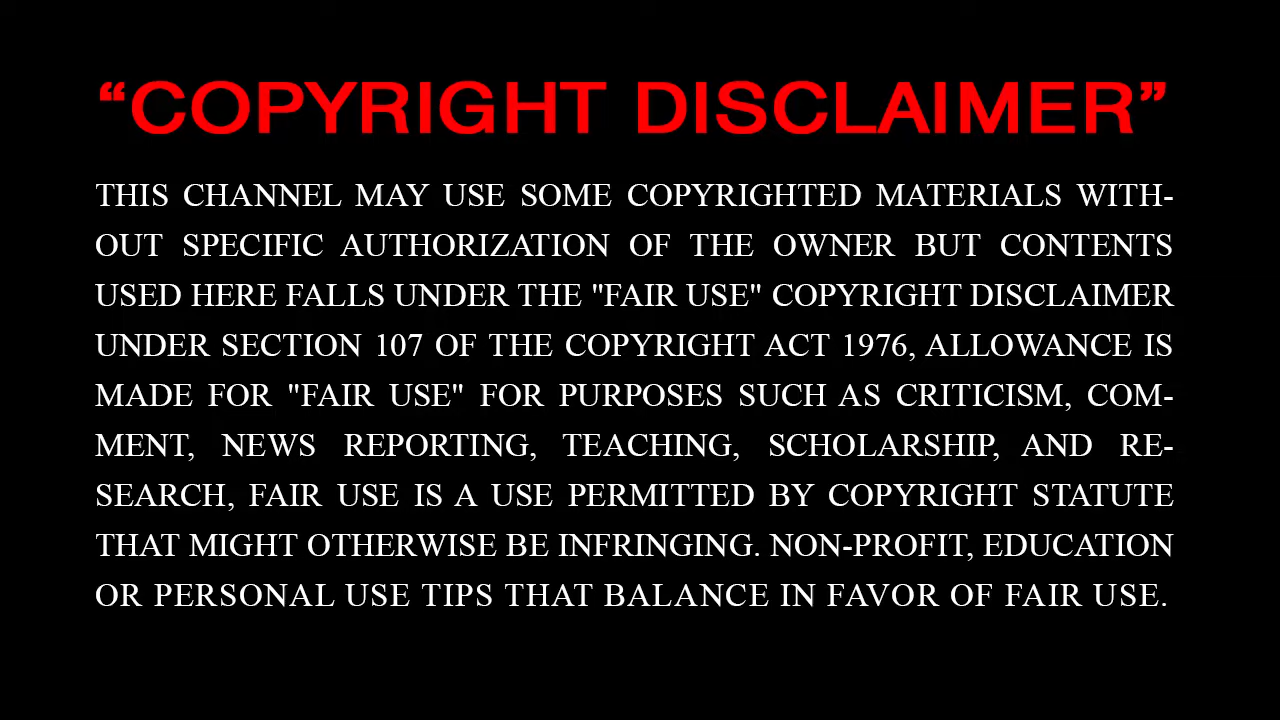 “COPYRIGHT DISCLAIMER”
THIS CHANNEL MAY USE SOME COPYRIGHTED MATERIALS WITH-
OUT SPECIFIC AUTHORIZATION OF THE OWNER BUT CONTENTS
USED HERE FALLS UNDER THE "FAIR USE" COPYRIGHT DISCLAIMER
UNDER SECTION 107 OF THE COPYRIGHT ACT 1976, ALLOWANCE IS
MADE FOR "FAIR USE" FOR PURPOSES SUCH AS CRITICISM, COM-
MENT, NEWS REPORTING, TEACHING, SCHOLARSHIP, AND RE-
SEARCH, FAIR USE IS A USE PERMITTED BY COPYRIGHT STATUTE
THAT MIGHT OTHERWISE BE INFRINGING. NON-PROFIT, EDUCATION
OR PERSONAL USE TIPS THAT BALANCE IN FAVOR OF FAIR USE.